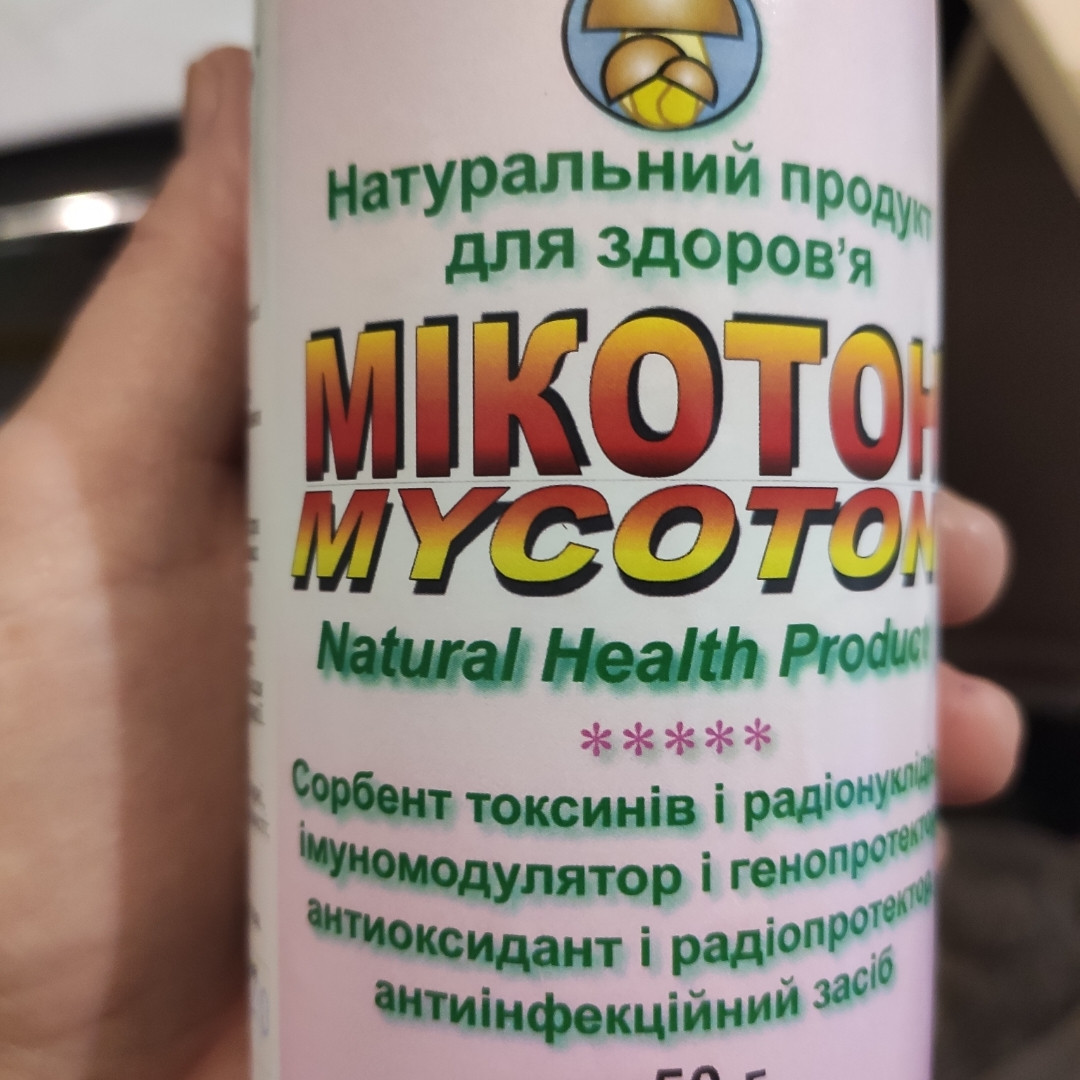 Натуральний продукт
для здоров'я
МІКОТОН
MYCOTON
Natural Health Product
*****
Сорбент токсинів і радіонуклідів
імуномодулятор і генопротектор
антиоксидант і радіопротектор,
антиінфекційний засіб